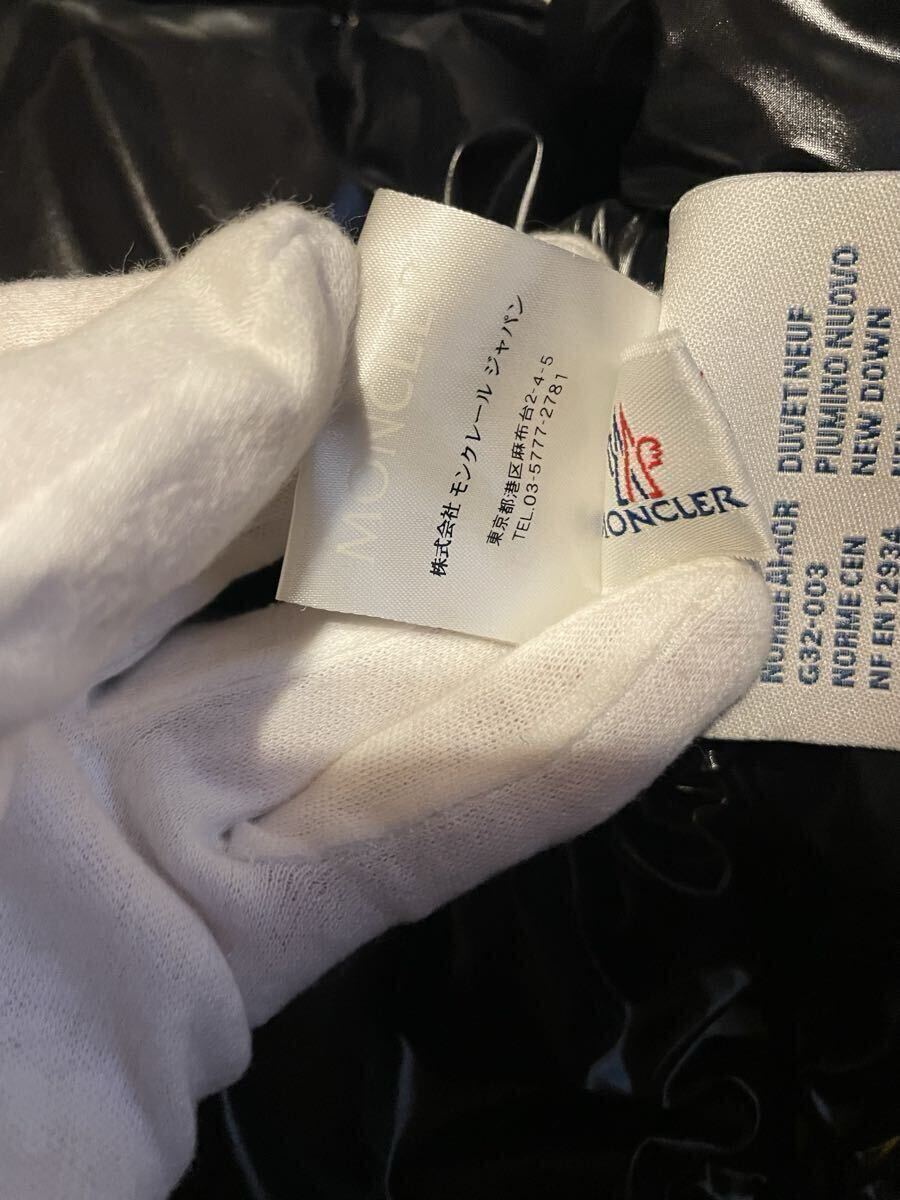 MONCLE
株式会社 モンクレール ジャパン
東京都港区麻布台2-4-5
TEL.03-5777-2781
MONCLER
DUVET NEUF
PIUMINO NUOVO
NEW DOWN
NORME AFNOR
G32-003
NORME CEN
NF EN 12934